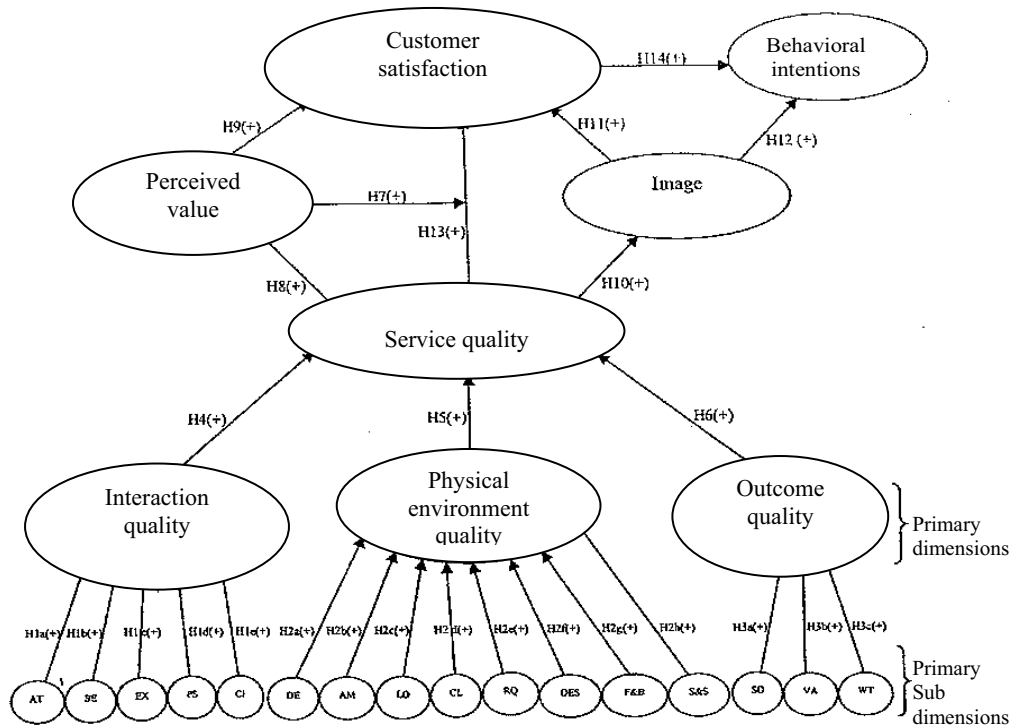 Customer
satisfaction
Behavioral
intentions
H14(+)
H9(+)
H11(+)
H12 (+)
Perceived
value
Image
H7(+)
H13(+)
H8(+)
H10(+)
Service quality
H4(+)
H5(+)
H6(+)
Interaction
quality
Physical
environment
quality
Outcome
quality
Primary
dimensions
H1a(+)
H1b(+)
H1c(+)
H1d(+)
H1e(+)
H2a(+)
H2b(+)
H2c(+)
H2d(+)
H2e(+)
H2f(+)
H2g(+)
H2h(+)
H3a(+)
H3b(+)
H3c(+)
AT
EX
PS
DE
AM
LO
CL
RQ
DES
F&B
S&S
SO
VA
WT
Primary
Sub
dimensions